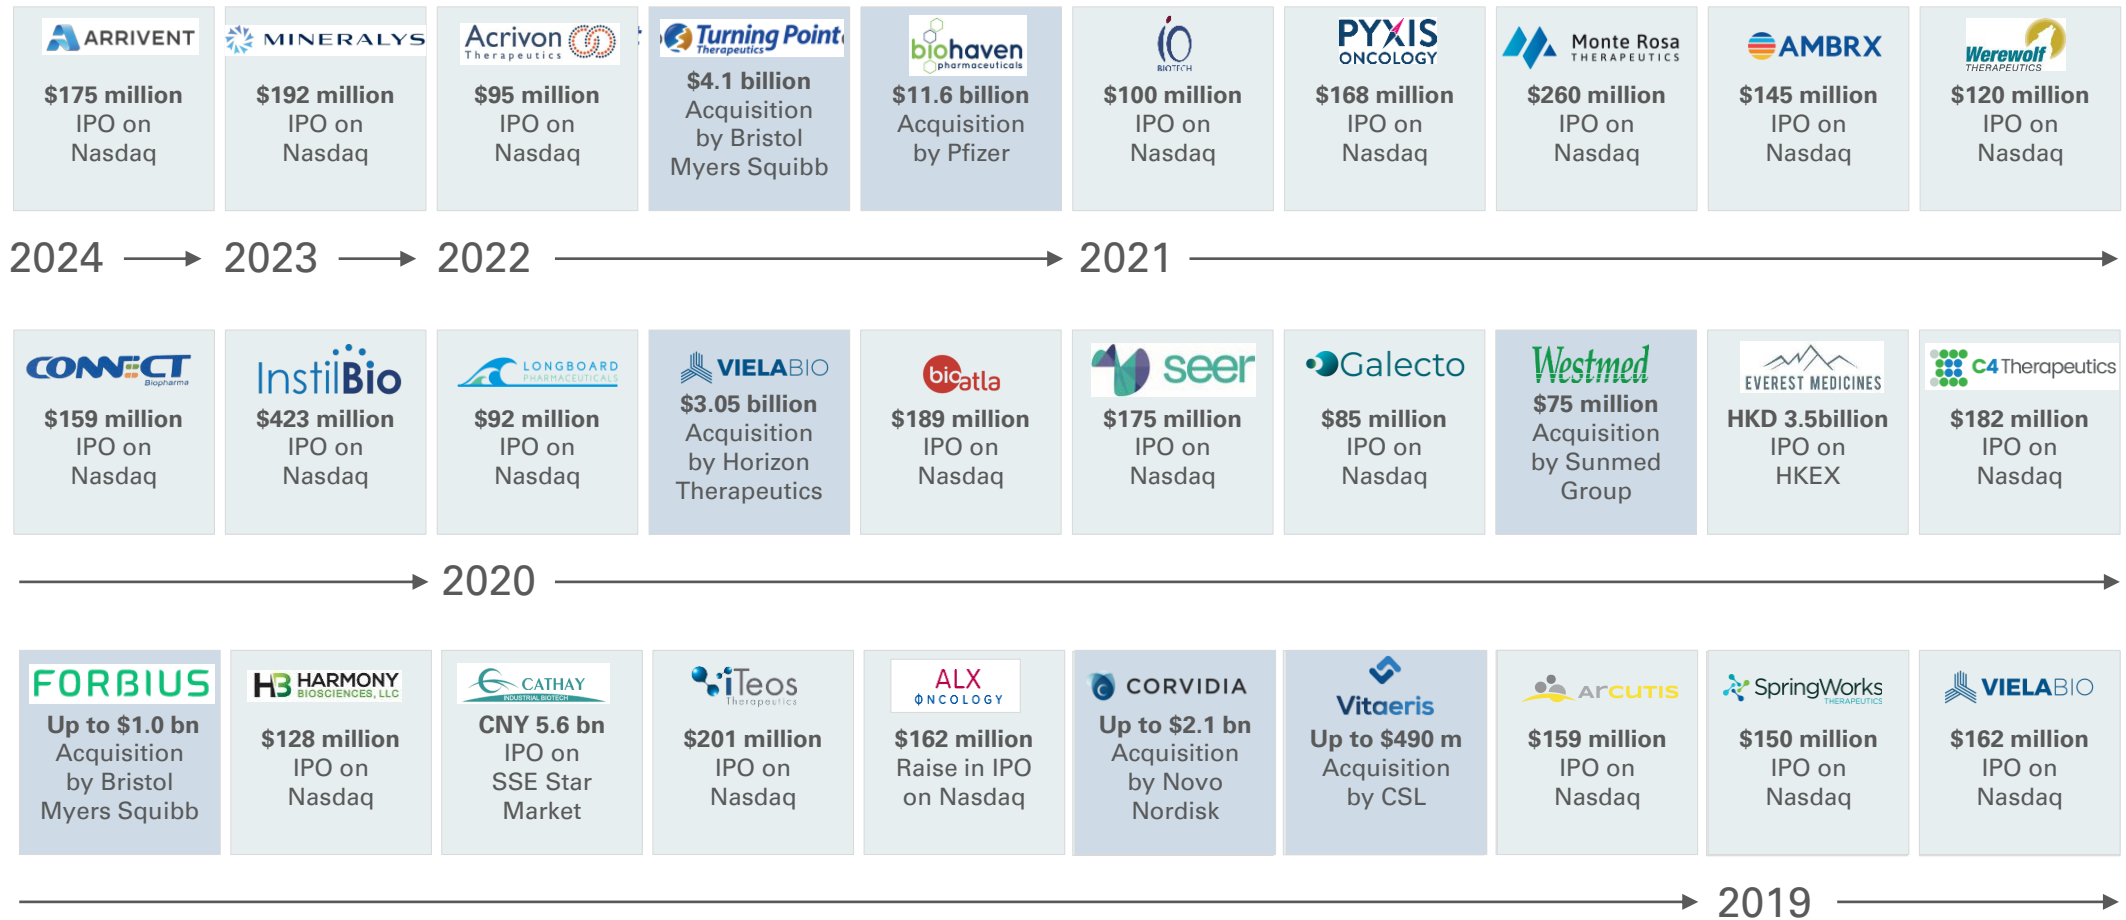 ARRIVENT
$175 million
IPO on
Nasdaq
MINERALYS
$192 million
IPO on
Nasdaq
Acrivon
Therapeutics
$95 million
IPO on
Nasdaq
Turning Point
Therapeutics
$4.1 billion
Acquisition
by Bristol
Myers Squibb
biohaven
pharmaceuticals
$11.6 billion
Acquisition
by Pfizer
iO
BIOTECH
$100 million
IPO on
Nasdaq
PYXIS
ONCOLOGY
$168 million
IPO on
Nasdaq
Monte Rosa
THERAPEUTICS
$260 million
IPO on
Nasdaq
AMBRX
$145 million
IPO on
Nasdaq
Werewolf
THERAPEUTICS
$120 million
IPO on
Nasdaq
2024
2023
2022
2021
CONNECT
Biopharma
$159 million
IPO on
Nasdaq
InstilBio
$423 million
IPO on
Nasdaq
LONGBOARD
PHARMACEUTICALS
$92 million
IPO on
Nasdaq
VIELABIO
$3.05 billion
Acquisition
by Horizon
Therapeutics
bioatla
$189 million
IPO on
Nasdaq
seer
$175 million
IPO on
Nasdaq
Galecto
$85 million
IPO on
Nasdaq
Westmed
$75 million
Acquisition
by Sunmed
Group
EVEREST MEDICINES
HKD 3.5billion
IPO on
HKEX
C4 Therapeutics
$182 million
IPO on
Nasdaq
2020
FORBIUS
Up to $1.0 bn
Acquisition
by Bristol
Myers Squibb
HB HARMONY
BIOSCIENCES, LLC
$128 million
IPO on
Nasdaq
CATHAY
INDUSTRIAL BIOTECH
CNY 5.6 bn
IPO on
SSE Star
Market
iTeos
Therapeutics
$201 million
IPO on
Nasdaq
ALX
ONCOLOGY
$162 million
Raise in IPO
on Nasdaq
CORVIDIA
Up to $2.1 bn
Acquisition
by Novo
Nordisk
Vitaeris
Up to $490 m
Acquisition
by CSL
Arcutis
$159 million
IPO on
Nasdaq
SpringWorks
THERAPEUTICS
$150 million
IPO on
Nasdaq
VIELABIO
$162 million
IPO on
Nasdaq
2019